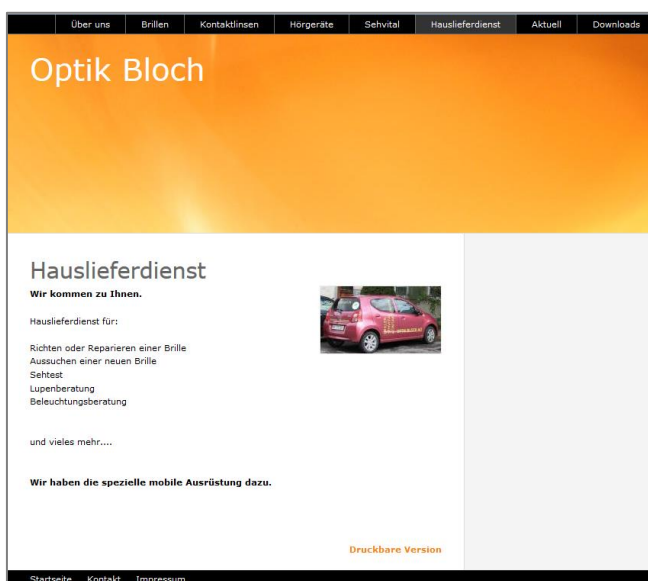 Über uns Brillen Kontaktlinsen Hörgeräte Sehvital Hauslieferdienst Aktuell Downloads
Optik Bloch
Hauslieferdienst
Wir kommen zu Ihnen.
Hauslieferdienst für:
Richten oder Reparieren einer Brille
Aussuchen einer neuen Brille
Sehtest
Lupenberatung
Beleuchtungsberatung
und vieles mehr....
Wir haben die spezielle mobile Ausrüstung dazu.
Druckbare Version
Startseite Kontakt Impressum